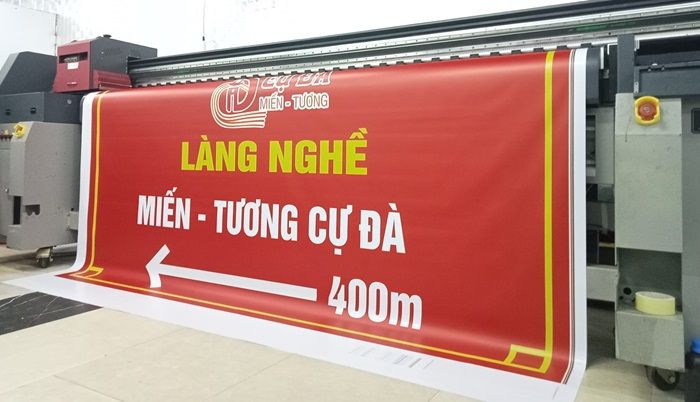 CỰ ĐÀ
MIẾN - TƯƠNG
LÀNG NGHỀ
MIẾN - TƯƠNG CỰ ĐÀ
400m